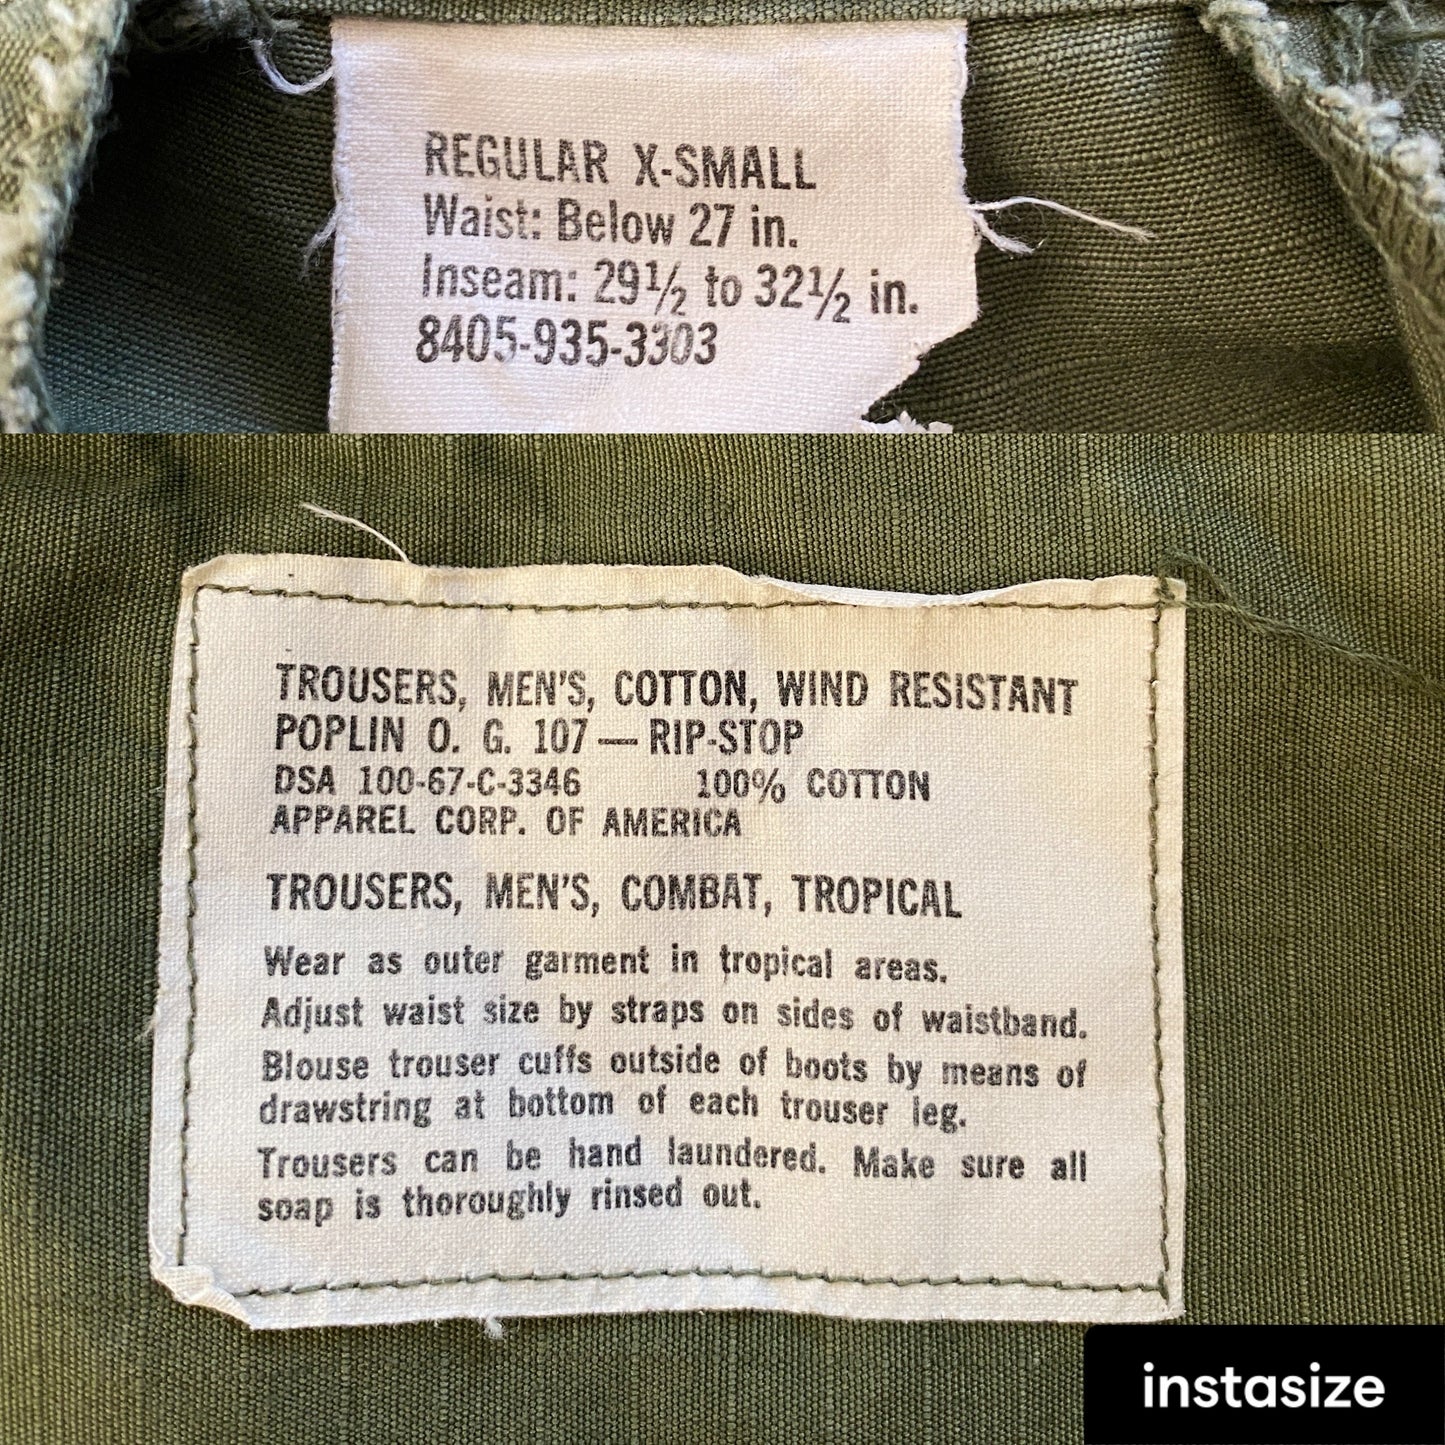 REGULAR X-SMALL
Waist: Below 27 in.
Inseam: 29½ to 32½ in.
8405-935-3303
TROUSERS, MEN'S, COTTON, WIND RESISTANT
POPLIN O. G. 107 — RIP-STOP
DSA 100-67-C-3346 100% COTTON
APPAREL CORP. OF AMERICA
TROUSERS, MEN'S, COMBAT, TROPICAL
Wear as outer garment in tropical areas.
Adjust waist size by straps on sides of waistband.
Blouse trouser cuffs outside of boots by means of
drawstring at bottom of each trouser leg.
Trousers can be hand laundered. Make sure all
soap is thoroughly rinsed out.
instasize